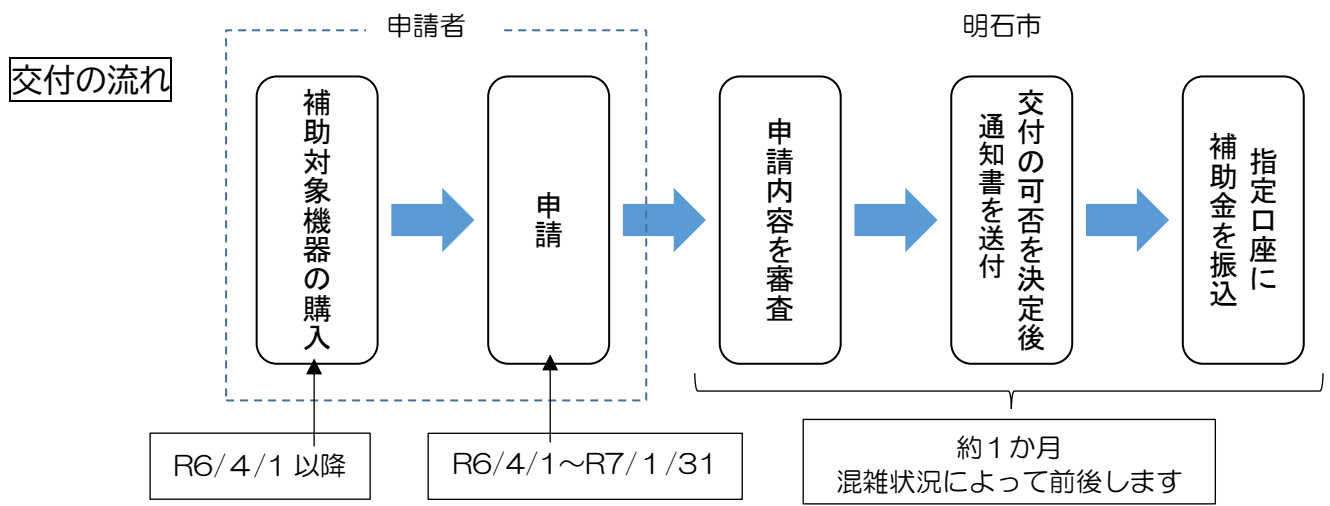 申請者
明石市
交付の流れ
補助対象機器の購入
申請
申請内容を審査
交付の可否を決定後
通知書を送付
指定口座に
補助金を振込
R6/4/1 以降
R6/4/1～R7/1/31
約１か月
混雑状況によって前後します